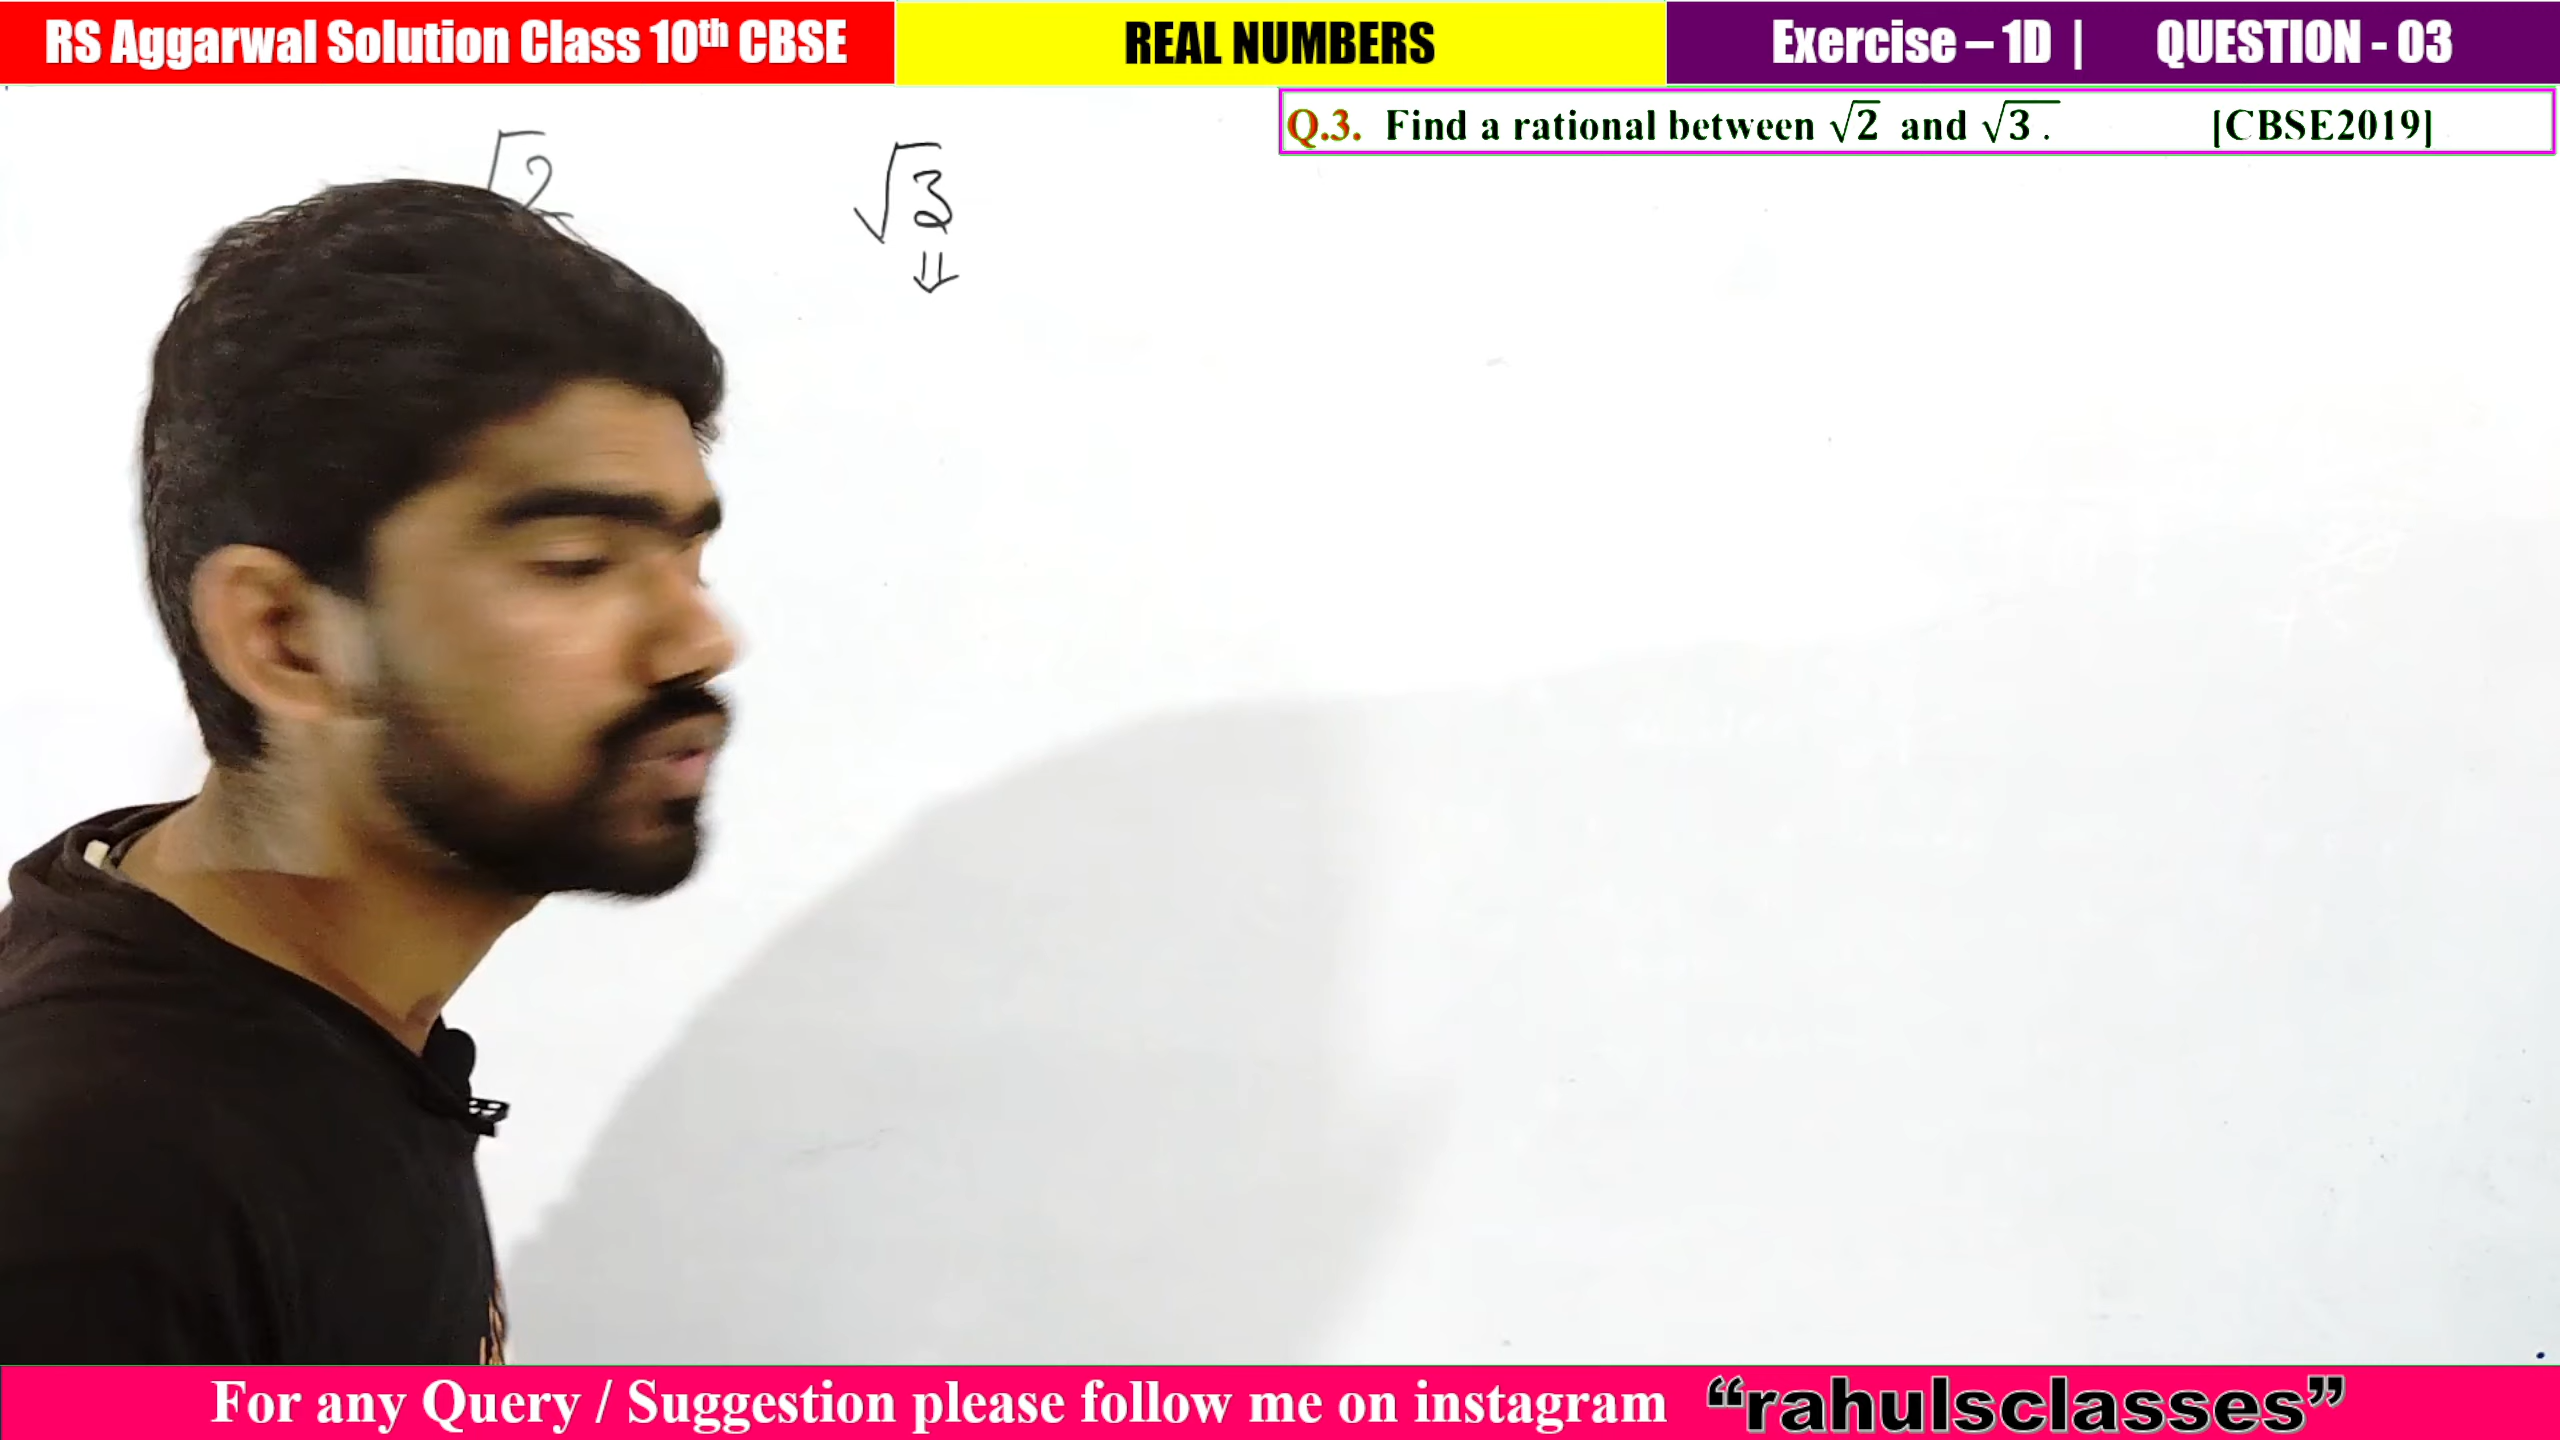 RS Aggarwal Solution Class 10th CBSE
REAL NUMBERS
Exercise – 1D | QUESTION - 03
Q.3. Find a rational between √2 and √3 . [CBSE2019]
√2
√3
⇓
For any Query / Suggestion please follow me on instagram “rahulsclasses”